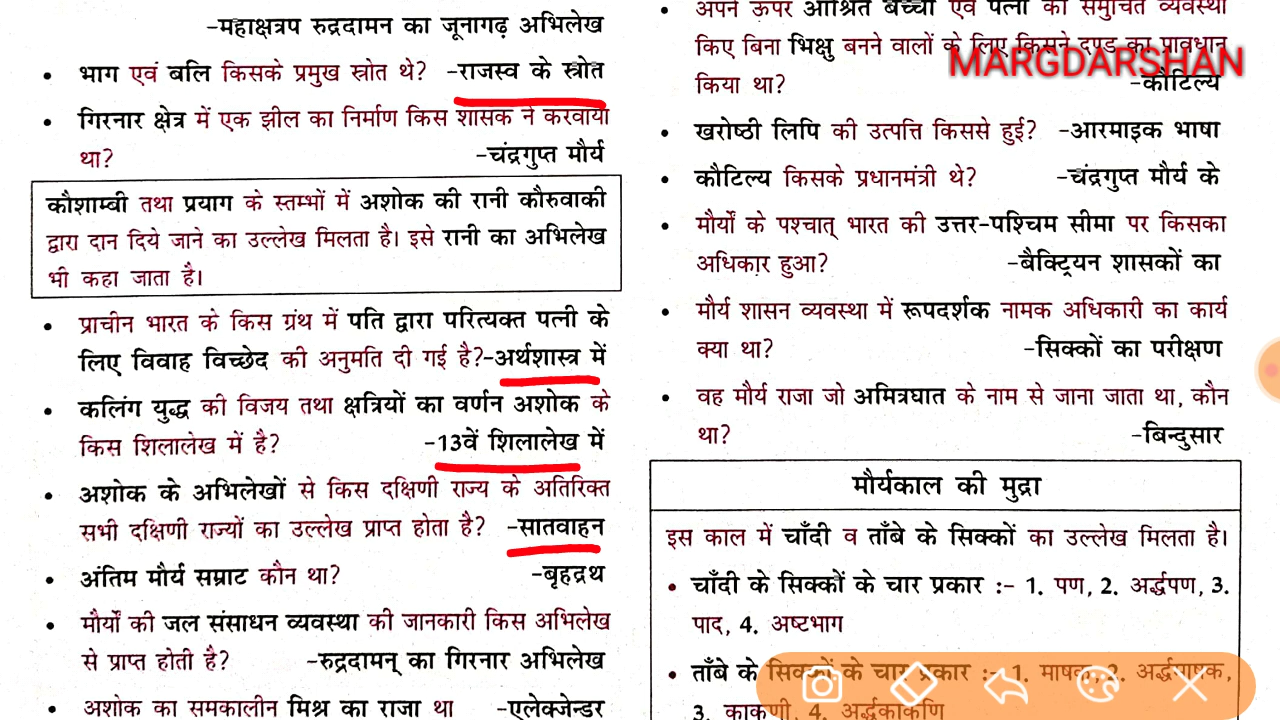 -महाक्षत्रप रुद्रदामन का जूनागढ़ अभिलेख
• भाग एवं बलि किसके प्रमुख स्रोत थे? -राजस्व के स्रोत
• गिरनार क्षेत्र में एक झील का निर्माण किस शासक ने करवाया
था? -चंद्रगुप्त मौर्य
कौशाम्बी तथा प्रयाग के स्तम्भों में अशोक की रानी कौरुवाकी
द्वारा दान दिये जाने का उल्लेख मिलता है। इसे रानी का अभिलेख
भी कहा जाता है।
• प्राचीन भारत के किस ग्रंथ में पति द्वारा परित्यक्त पत्नी के
लिए विवाह विच्छेद की अनुमति दी गई है?-अर्थशास्त्र में
• कलिंग युद्ध की विजय तथा क्षत्रियों का वर्णन अशोक के
किस शिलालेख में है? -13वें शिलालेख में
• अशोक के अभिलेखों से किस दक्षिणी राज्य के अतिरिक्त
सभी दक्षिणी राज्यों का उल्लेख प्राप्त होता है? -सातवाहन
• अंतिम मौर्य सम्राट कौन था? -बृहद्रथ
• मौर्यों की जल संसाधन व्यवस्था की जानकारी किस अभिलेख
से प्राप्त होती है? -रुद्रदामन् का गिरनार अभिलेख
• अशोक का समकालीन मिश्र का राजा था -एलेक्जेन्डर
• अपने ऊपर आश्रित बच्चों एवं पत्नी की समुचित व्यवस्था
किए बिना भिक्षु बनने वालों के लिए किसने दण्ड का प्रावधान
MARGDARSHAN
किया था? -कौटिल्य
• खरोष्ठी लिपि की उत्पत्ति किससे हुई? -आरमाइक भाषा
• कौटिल्य किसके प्रधानमंत्री थे? -चंद्रगुप्त मौर्य के
• मौर्यों के पश्चात् भारत की उत्तर-पश्चिम सीमा पर किसका
अधिकार हुआ? -बैक्ट्रियन शासकों का
• मौर्य शासन व्यवस्था में रूपदर्शक नामक अधिकारी का कार्य
क्या था? -सिक्कों का परीक्षण
• वह मौर्य राजा जो अमित्रघात के नाम से जाना जाता था, कौन
था? -बिन्दुसार
मौर्यकाल की मुद्रा
इस काल में चाँदी व ताँबे के सिक्कों का उल्लेख मिलता है।
• चाँदी के सिक्कों के चार प्रकार :- 1. पण, 2. अर्द्धपण, 3.
पाद, 4. अष्टभाग
• ताँबे के सिक्कों के चार प्रकार :- 1. माषक, 2. अर्द्धमाषक,
3. काकणी, 4. अर्द्धकाकणि